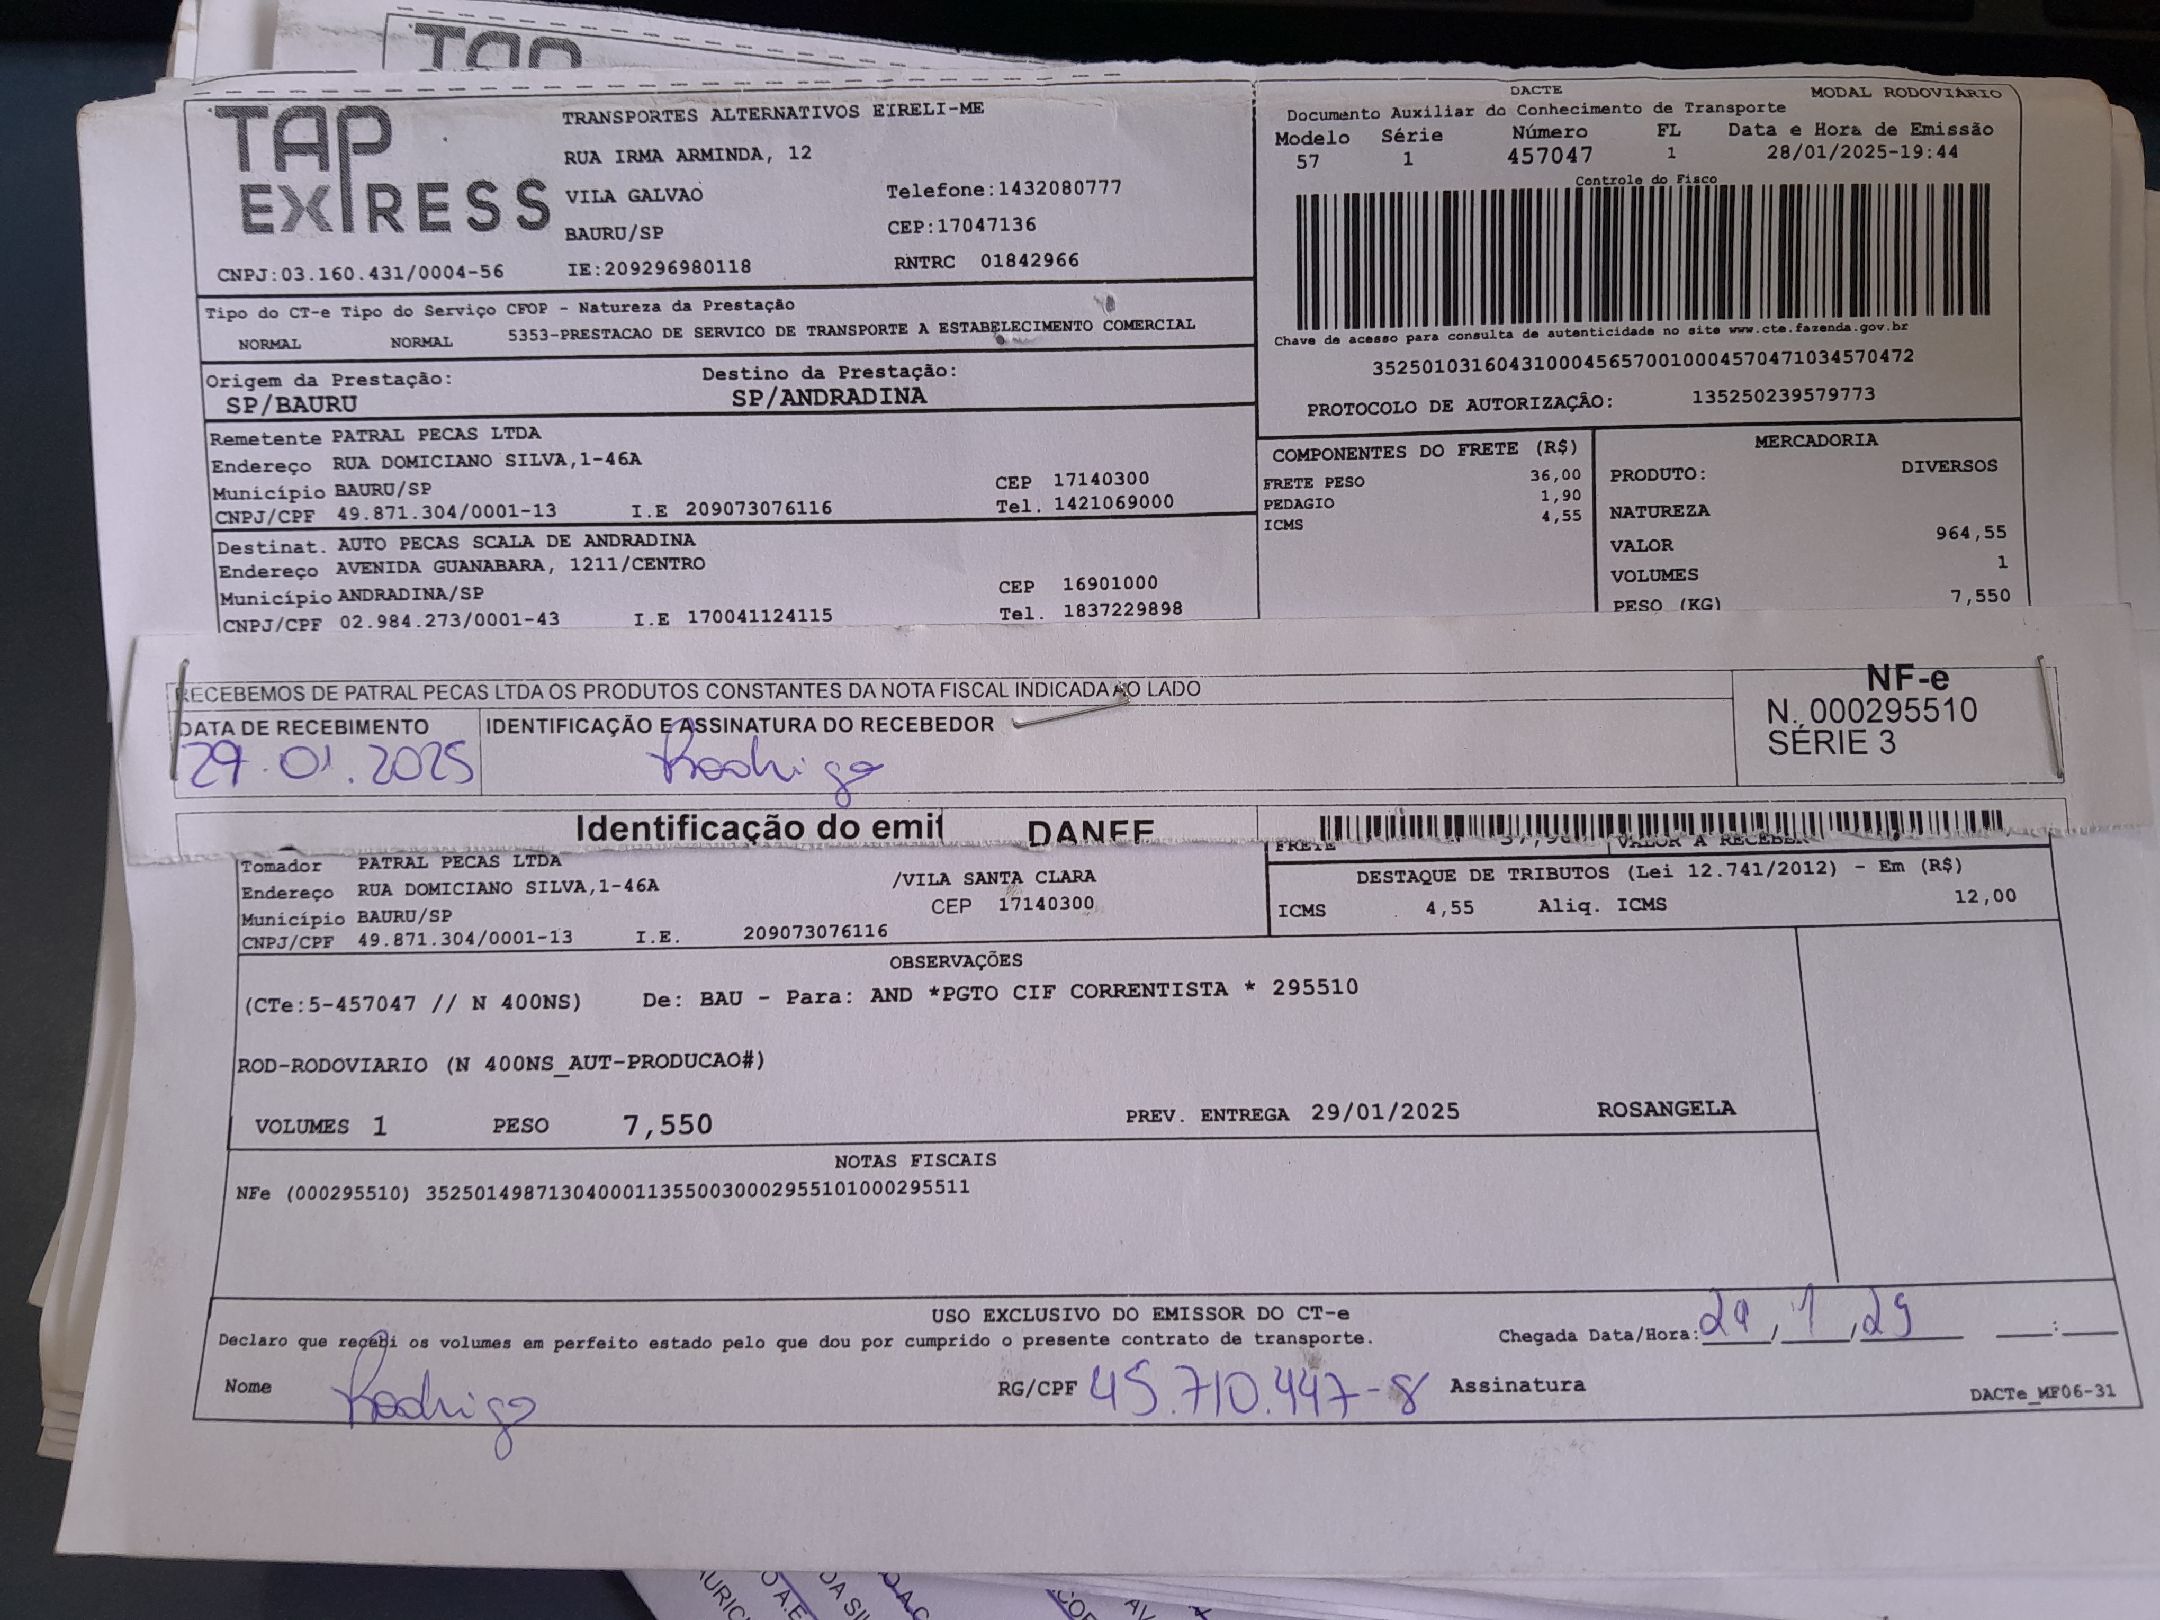 TAP
TAP EXPRESS
TRANSPORTES ALTERNATIVOS EIRELI-ME
RUA IRMA ARMINDA, 12
VILA GALVAO Telefone:1432080777
BAURU/SP CEP:17047136
CNPJ:03.160.431/0004-56 IE:209296980118 RNTRC 01842966
DACTE MODAL RODOVIÁRIO
Documento Auxiliar do Conhecimento de Transporte
Modelo Série Número FL Data e Hora de Emissão
57 1 457047 1 28/01/2025-19:44
Controle do Fisco
Chave de acesso para consulta de autenticidade no site www.cte.fazenda.gov.br
35250103160431000456570010004570471034570472
PROTOCOLO DE AUTORIZAÇÃO: 135250239579773
Tipo do CT-e Tipo do Serviço CFOP - Natureza da Prestação
NORMAL NORMAL 5353-PRESTACAO DE SERVICO DE TRANSPORTE A ESTABELECIMENTO COMERCIAL
Origem da Prestação: Destino da Prestação:
SP/BAURU SP/ANDRADINA
Remetente PATRAL PECAS LTDA
Endereço RUA DOMICIANO SILVA,1-46A
Município BAURU/SP CEP 17140300
CNPJ/CPF 49.871.304/0001-13 I.E 209073076116 Tel. 1421069000
Destinat. AUTO PECAS SCALA DE ANDRADINA
Endereço AVENIDA GUANABARA, 1211/CENTRO
Município ANDRADINA/SP CEP 16901000
CNPJ/CPF 02.984.273/0001-43 I.E 170041124115 Tel. 1837229898
COMPONENTES DO FRETE (R$)
FRETE PESO 36,00
PEDAGIO 1,90
ICMS 4,55
MERCADORIA
PRODUTO: DIVERSOS
NATUREZA
VALOR 964,55
VOLUMES 1
PESO (KG) 7,550
RECEBEMOS DE PATRAL PECAS LTDA OS PRODUTOS CONSTANTES DA NOTA FISCAL INDICADA AO LADO
DATA DE RECEBIMENTO IDENTIFICAÇÃO E ASSINATURA DO RECEBEDOR
29.01.2025 Rodrigo
NF-e
N. 000295510
SÉRIE 3
Identificação do emit DANFE
FRETE VALOR A RECEBER
Tomador PATRAL PECAS LTDA
Endereço RUA DOMICIANO SILVA,1-46A /VILA SANTA CLARA
Município BAURU/SP CEP 17140300
CNPJ/CPF 49.871.304/0001-13 I.E. 209073076116
DESTAQUE DE TRIBUTOS (Lei 12.741/2012) - Em (R$)
ICMS 4,55 Aliq. ICMS 12,00
OBSERVAÇÕES
(CTe:5-457047 // N 400NS) De: BAU - Para: AND *PGTO CIF CORRENTISTA * 295510
ROD-RODOVIARIO (N 400NS_AUT-PRODUCAO#)
VOLUMES 1 PESO 7,550 PREV. ENTREGA 29/01/2025 ROSANGELA
NOTAS FISCAIS
NFe (000295510) 35250149871304000113550030002955101000295511
USO EXCLUSIVO DO EMISSOR DO CT-e
Declaro que recebi os volumes em perfeito estado pelo que dou por cumprido o presente contrato de transporte. Chegada Data/Hora: 29/1/25 :
Nome Rodrigo RG/CPF 45.710.447-8 Assinatura DACTe_MF06-31